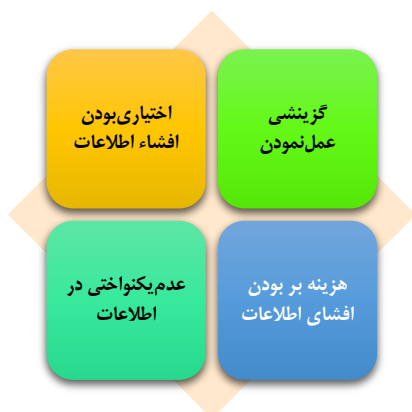 گزینشی
عمل‌نمودن
اختیاری‌بودن
افشاء اطلاعات
هزینه بر بودن
افشای اطلاعات
عدم‌یکنواختی در
اطلاعات